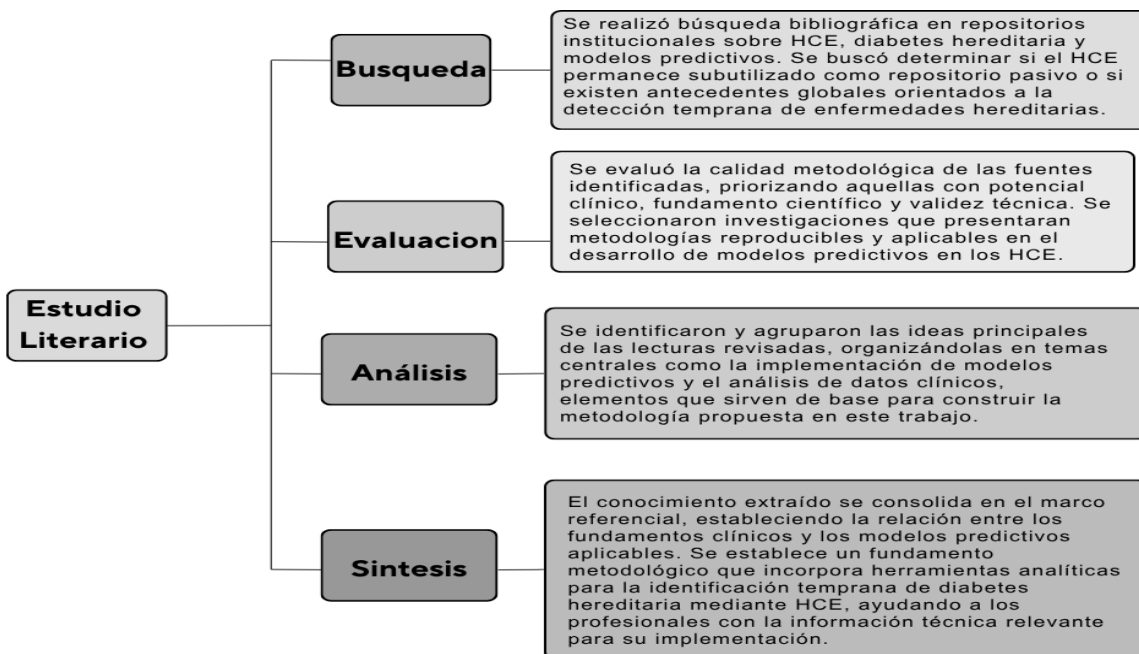 Estudio
Literario
Busqueda
Se realizó búsqueda bibliográfica en repositorios
institucionales sobre HCE, diabetes hereditaria y
modelos predictivos. Se buscó determinar si el HCE
permanece subutilizado como repositorio pasivo o si
existen antecedentes globales orientados a la
detección temprana de enfermedades hereditarias.
Evaluacion
Se evaluó la calidad metodológica de las fuentes
identificadas, priorizando aquellas con potencial
clínico, fundamento científico y validez técnica. Se
seleccionaron investigaciones que presentaran
metodologías reproducibles y aplicables en el
desarrollo de modelos predictivos en los HCE.
Análisis
Se identificaron y agruparon las ideas principales
de las lecturas revisadas, organizándolas en temas
centrales como la implementación de modelos
predictivos y el análisis de datos clínicos,
elementos que sirven de base para construir la
metodología propuesta en este trabajo.
Sintesis
El conocimiento extraído se consolida en el marco
referencial, estableciendo la relación entre los
fundamentos clínicos y los modelos predictivos
aplicables. Se establece un fundamento
metodológico que incorpora herramientas analíticas
para la identificación temprana de diabetes
hereditaria mediante HCE, ayudando a los
profesionales con la información técnica relevante
para su implementación.